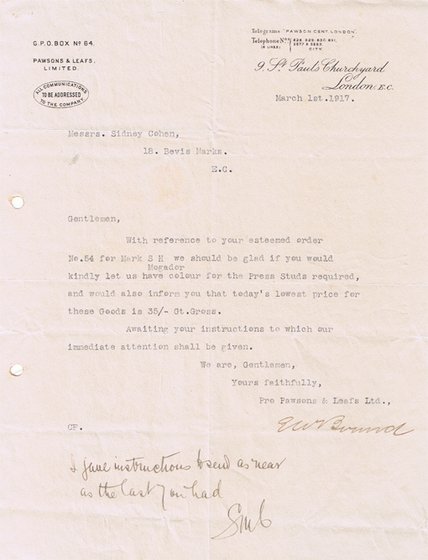 G.P.O. BOX Nº 64.
PAWSONS & LEAFS,
LIMITED.
ALL COMMUNICATIONS
TO BE ADDRESSED
TO THE COMPANY
Telegrams "PAWSON CENT, LONDON."
Telephone Nos
CITY.
9, St. Paul's Churchyard
London, E.C.
March 1st.1917.
Messrs. Sidney Cohen,
18. Bevis Marks.
E.C.
Gentlemen,
With reference to your esteemed order
No.54 for Mark S H we should be glad if you would
Mogador
kindly let us have colour for the Press Studs required,
and would also inform you that today's lowest price for
these Goods is 35/- Gt.Gross.
Awaiting your instructions to which our
immediate attention shall be given.
We are, Gentlemen,
Yours faithfully,
Pro Pawsons & Leafs Ltd.,
CF.
I gave instructions to send as near
as the last you had